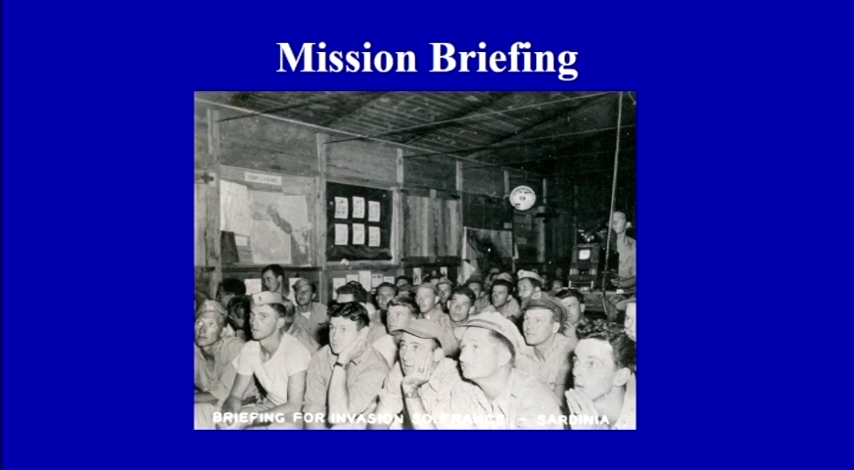 Mission Briefing
BRIEFING FOR INVASION SO. FRANCE - SARDINIA